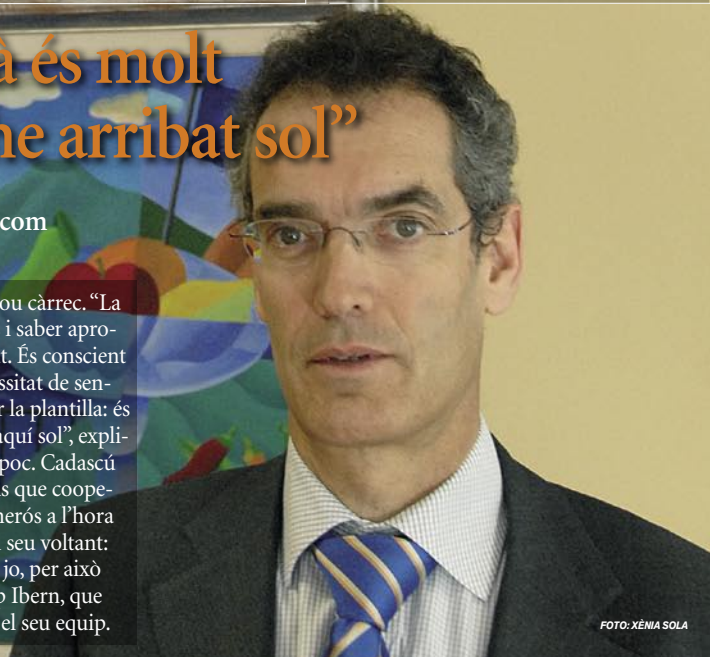 à és molt
he arribat sol”
com
ou càrrec. “La
i saber apro-
t. És conscient
ssitat de sen-
r la plantilla: és
aquí sol”, expli-
poc. Cadascú
s que coope-
nerós a l’hora
l seu voltant:
jo, per això
b Ibern, que
el seu equip.
FOTO: XÈNIA SOLA